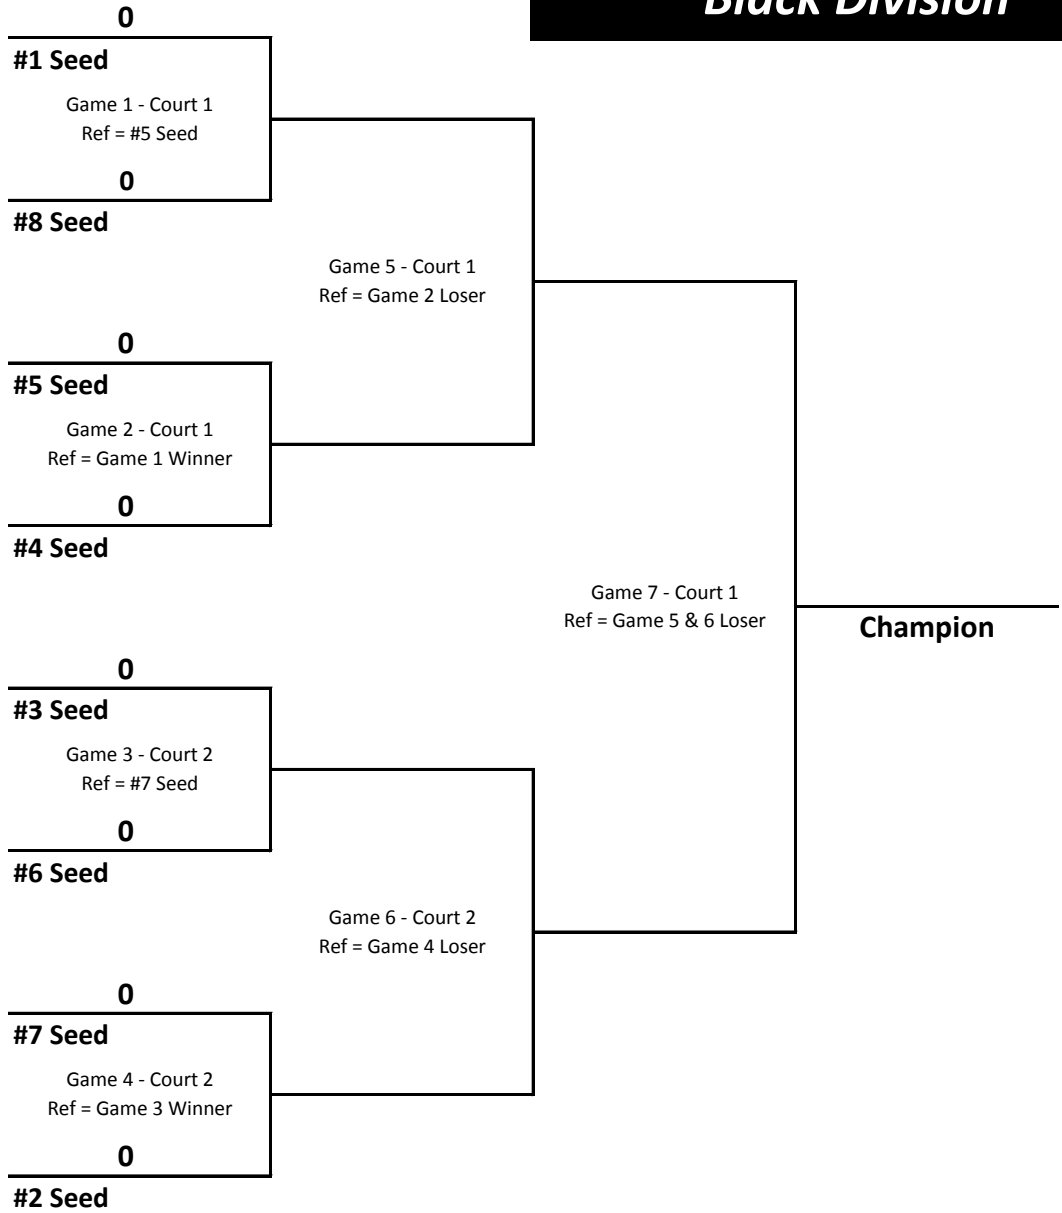 Black Division
0
#1 Seed
Game 1 - Court 1
Ref = #5 Seed
0
#8 Seed
Game 5 - Court 1
Ref = Game 2 Loser
0
#5 Seed
Game 2 - Court 1
Ref = Game 1 Winner
0
#4 Seed
Game 7 - Court 1
Ref = Game 5 & 6 Loser
Champion
0
#3 Seed
Game 3 - Court 2
Ref = #7 Seed
0
#6 Seed
Game 6 - Court 2
Ref = Game 4 Loser
0
#7 Seed
Game 4 - Court 2
Ref = Game 3 Winner
0
#2 Seed